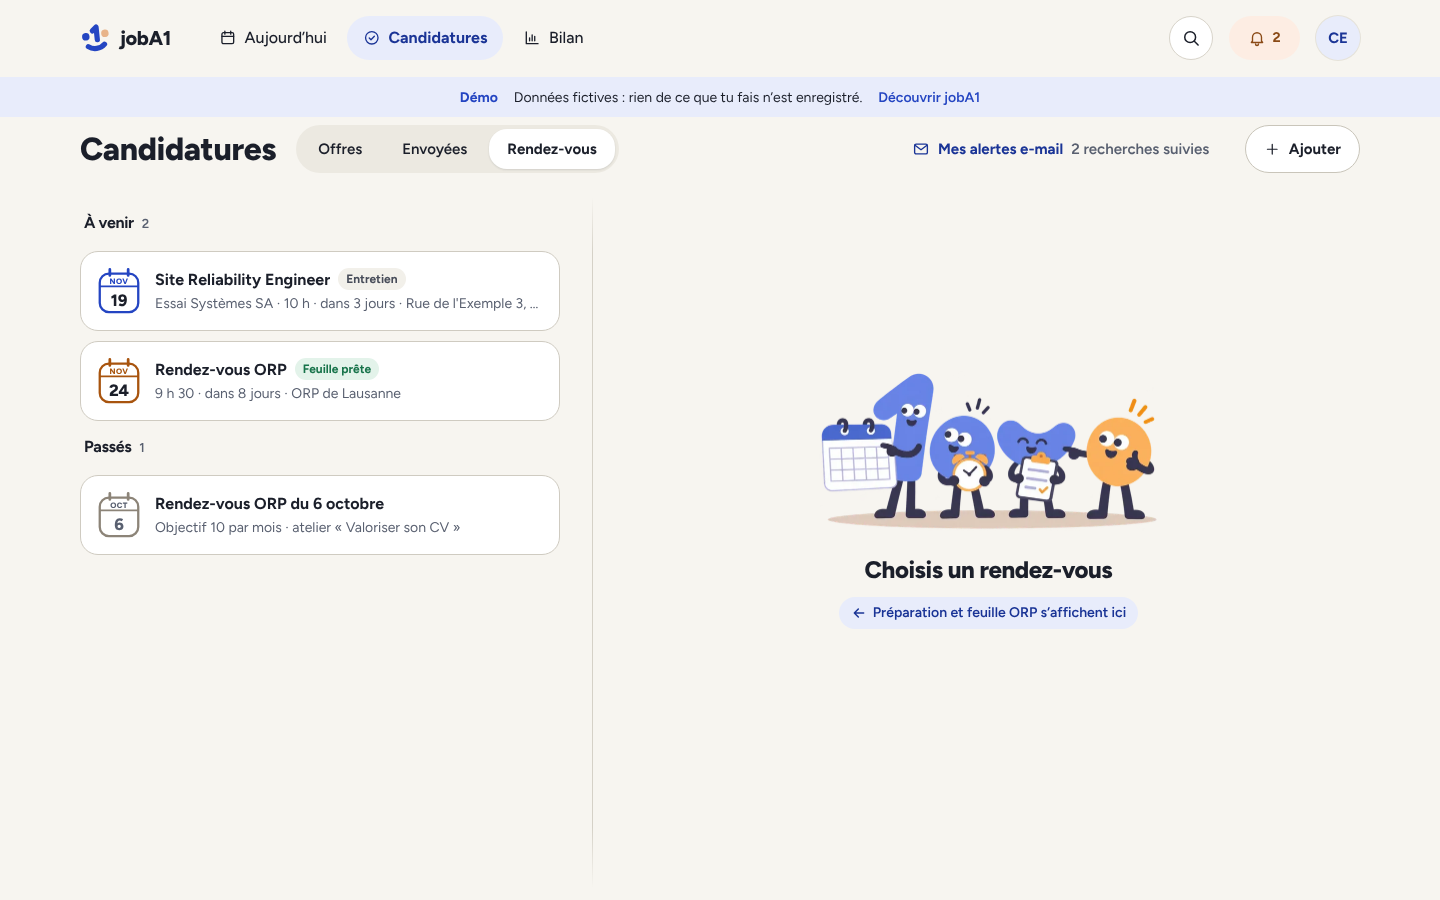 jobA1
Aujourd’hui
Candidatures
Bilan
2
CE
Démo Données fictives : rien de ce que tu fais n’est enregistré. Découvrir jobA1
Candidatures
Offres
Envoyées
Rendez-vous
Mes alertes e-mail 2 recherches suivies
Ajouter
À venir 2
NOV
19
Site Reliability Engineer Entretien
Essai Systèmes SA · 10 h · dans 3 jours · Rue de l'Exemple 3, ...
NOV
24
Rendez-vous ORP Feuille prête
9 h 30 · dans 8 jours · ORP de Lausanne
Passés 1
OCT
6
Rendez-vous ORP du 6 octobre
Objectif 10 par mois · atelier « Valoriser son CV »
Choisis un rendez-vous
← Préparation et feuille ORP s’affichent ici